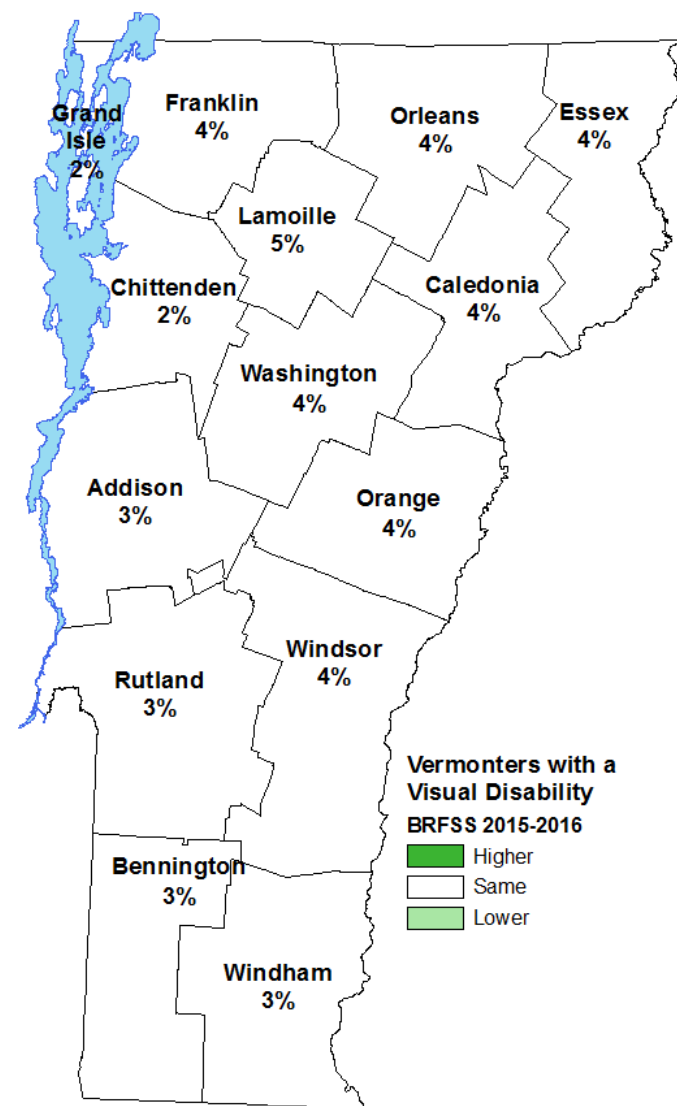 Franklin
4%
Grand
Isle
2%
Orleans
4%
Essex
4%
Lamoille
5%
Chittenden
2%
Caledonia
4%
Washington
4%
Addison
3%
Orange
4%
Windsor
4%
Rutland
3%
Vermonters with a
Visual Disability
BRFSS 2015-2016
Higher
Same
Lower
Bennington
3%
Windham
3%